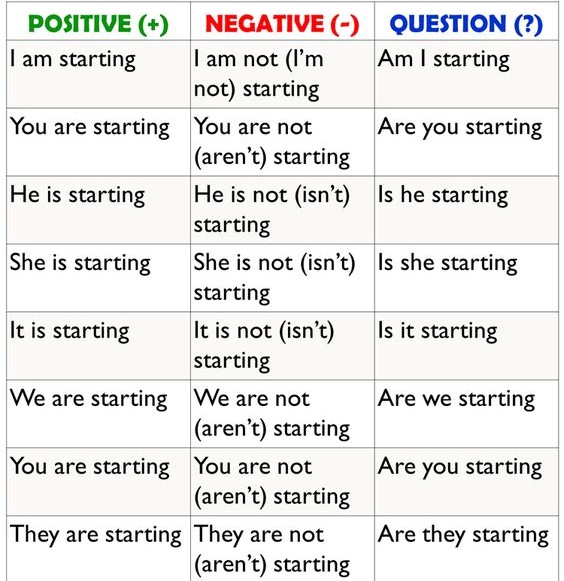 POSITIVE (+) NEGATIVE (-) QUESTION (?)
I am starting I am not (I'm Am I starting
not) starting
You are starting You are not Are you starting
(aren't) starting
He is starting He is not (isn't) Is he starting
starting
She is starting She is not (isn't) Is she starting
starting
It is starting It is not (isn't) Is it starting
starting
We are starting We are not Are we starting
(aren't) starting
You are starting You are not Are you starting
(aren't) starting
They are starting They are not Are they starting
(aren't) starting